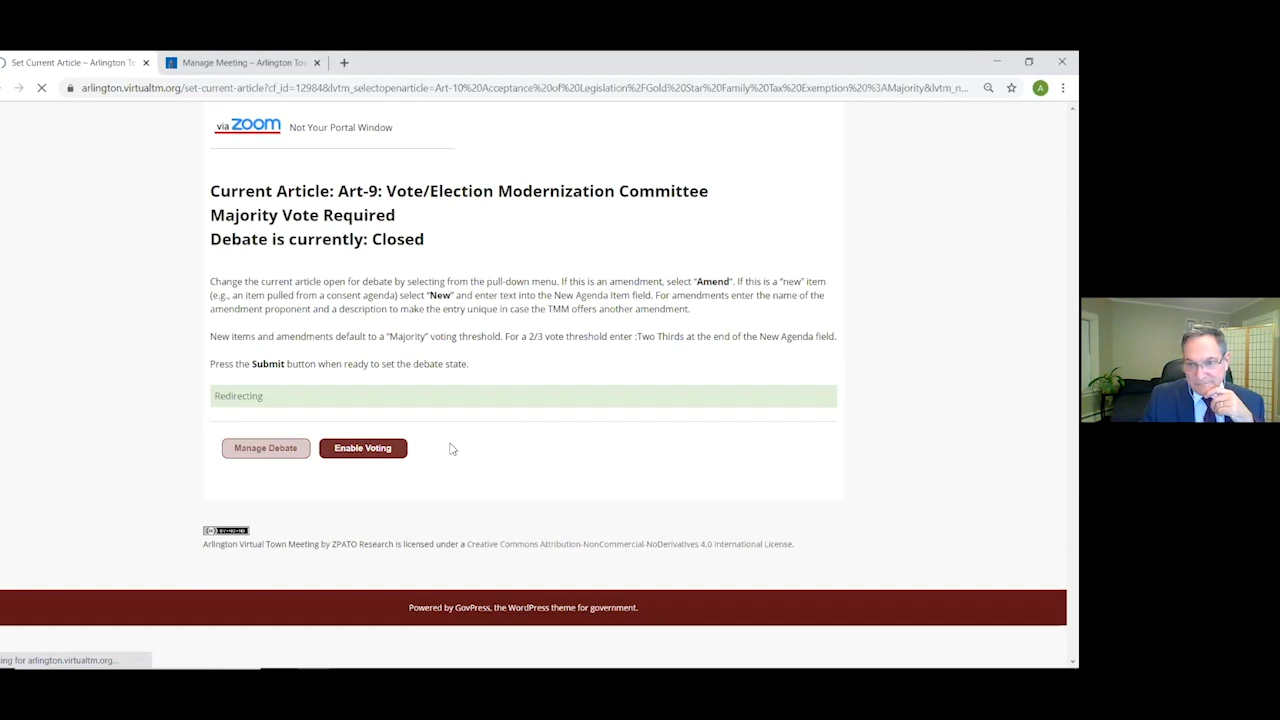 Set Current Article – Arlington To
Manage Meeting – Arlington Tow
arlington.virtualtm.org/set-current-article?cf_id=12984&lvtm_selectopenarticle=Art-10%20Acceptance%20of%20Legislation%2FGold%20Star%20Family%20Tax%20Exemption%20%3AMajority&lvtm_n...
A
via zoom Not Your Portal Window
Current Article: Art-9: Vote/Election Modernization Committee
Majority Vote Required
Debate is currently: Closed
Change the current article open for debate by selecting from the pull-down menu. If this is an amendment, select "Amend". If this is a "new" item
(e.g., an item pulled from a consent agenda) select "New" and enter text into the New Agenda Item field. For amendments enter the name of the
amendment proponent and a description to make the entry unique in case the TMM offers another amendment.
New items and amendments default to a "Majority" voting threshold. For a 2/3 vote threshold enter :Two Thirds at the end of the New Agenda field.
Press the Submit button when ready to set the debate state.
Redirecting
Manage Debate Enable Voting
Arlington Virtual Town Meeting by ZPATO Research is licensed under a Creative Commons Attribution-NonCommercial-NoDerivatives 4.0 International License.
Powered by GovPress, the WordPress theme for government.
ing for arlington.virtualtm.org...